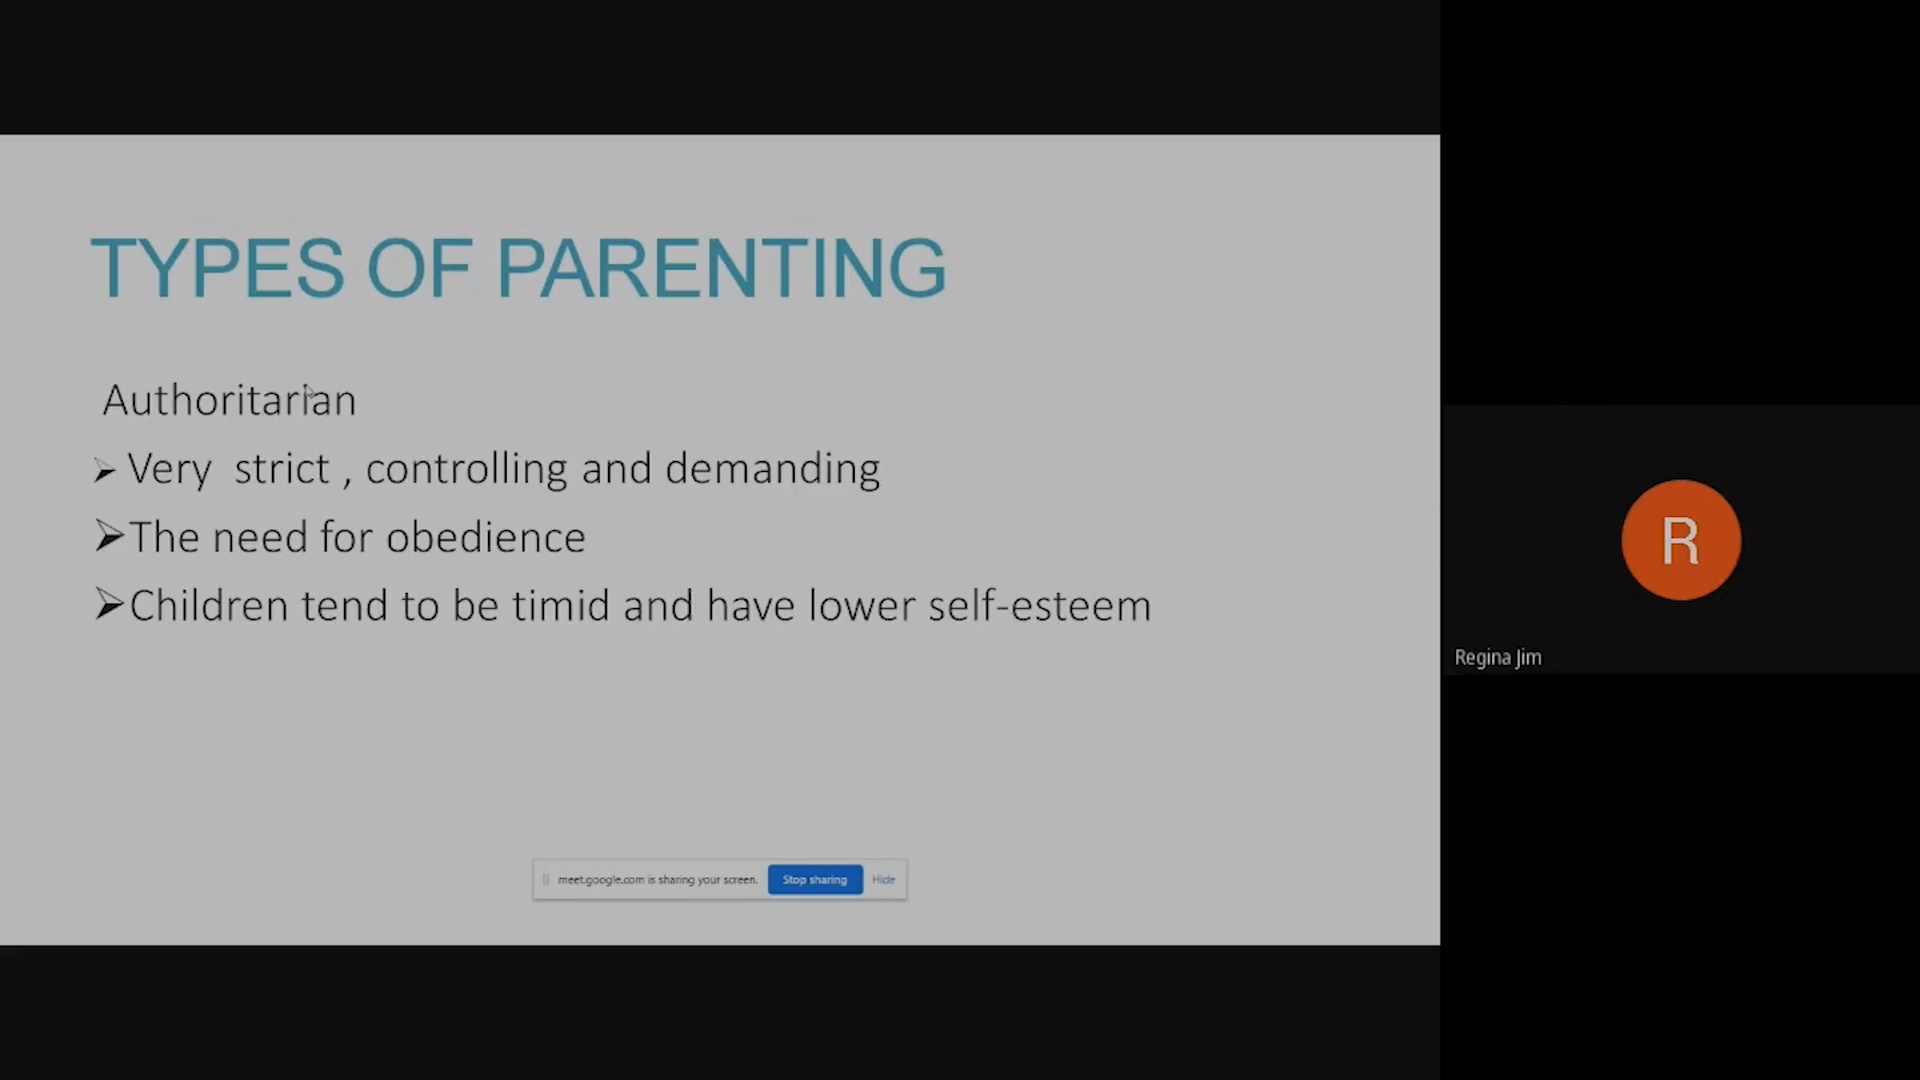 TYPES OF PARENTING
Authoritarian
➢ Very strict , controlling and demanding
➢The need for obedience
➢Children tend to be timid and have lower self-esteem
meet.google.com is sharing your screen. Stop sharing Hide
R
Regina Jim